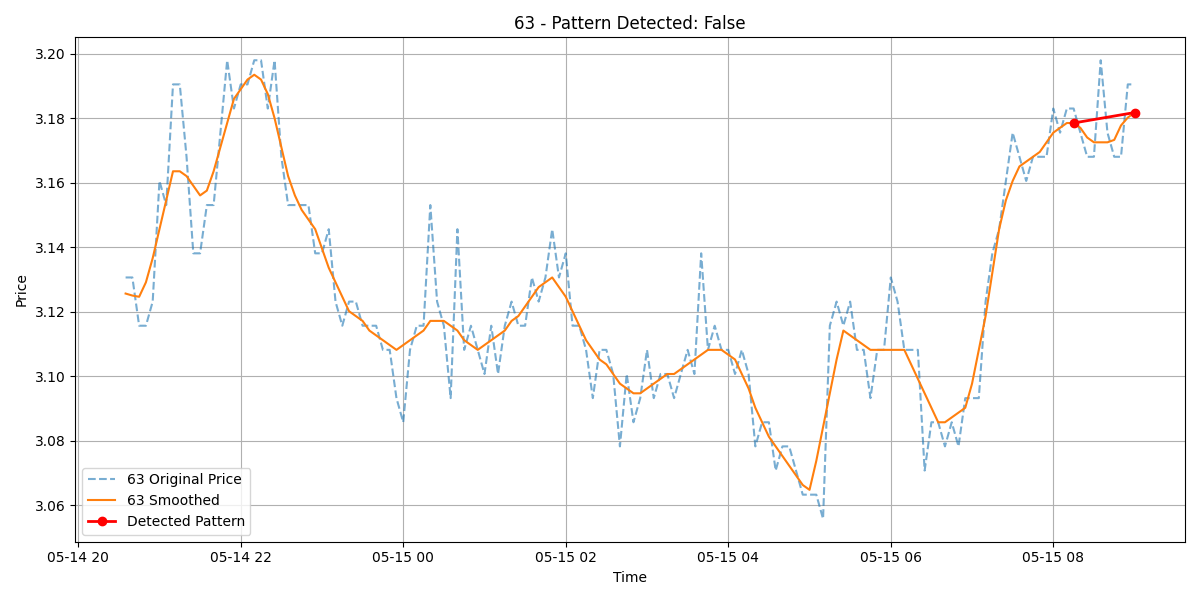 63 - Pattern Detected: False
Price
3.20
3.18
3.16
3.14
3.12
3.10
3.08
3.06
63 Original Price
63 Smoothed
Detected Pattern
05-14 20
05-14 22
05-15 00
05-15 02
05-15 04
05-15 06
05-15 08
Time